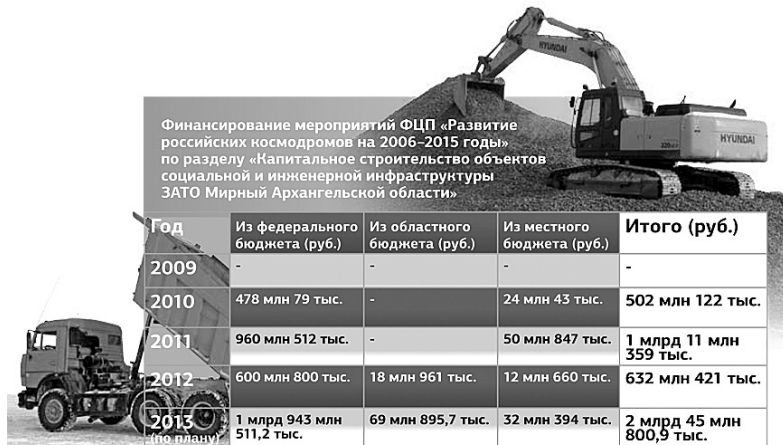 HYUNDAI
HYUNDAI
Финансирование мероприятий ФЦП «Развитие
российских космодромов на 2006–2015 годы»
по разделу «Капитальное строительство объектов
социальной и инженерной инфраструктуры
ЗАТО Мирный Архангельской области»
Год
Из федерального
бюджета (руб.)
Из областного
бюджета (руб.)
Из местного
бюджета (руб.)
Итого (руб.)
2009 - - - -
2010 478 млн 79 тыс. - 24 млн 43 тыс. 502 млн 122 тыс.
2011 960 млн 512 тыс. - 50 млн 847 тыс. 1 млрд 11 млн
359 тыс.
2012 600 млн 800 тыс. 18 млн 961 тыс. 12 млн 660 тыс. 632 млн 421 тыс.
2013 1 млрд 943 млн 69 млн 895,7 тыс. 32 млн 394 тыс. 2 млрд 45 млн
(по плану) 511,2 тыс. 800,9 тыс.